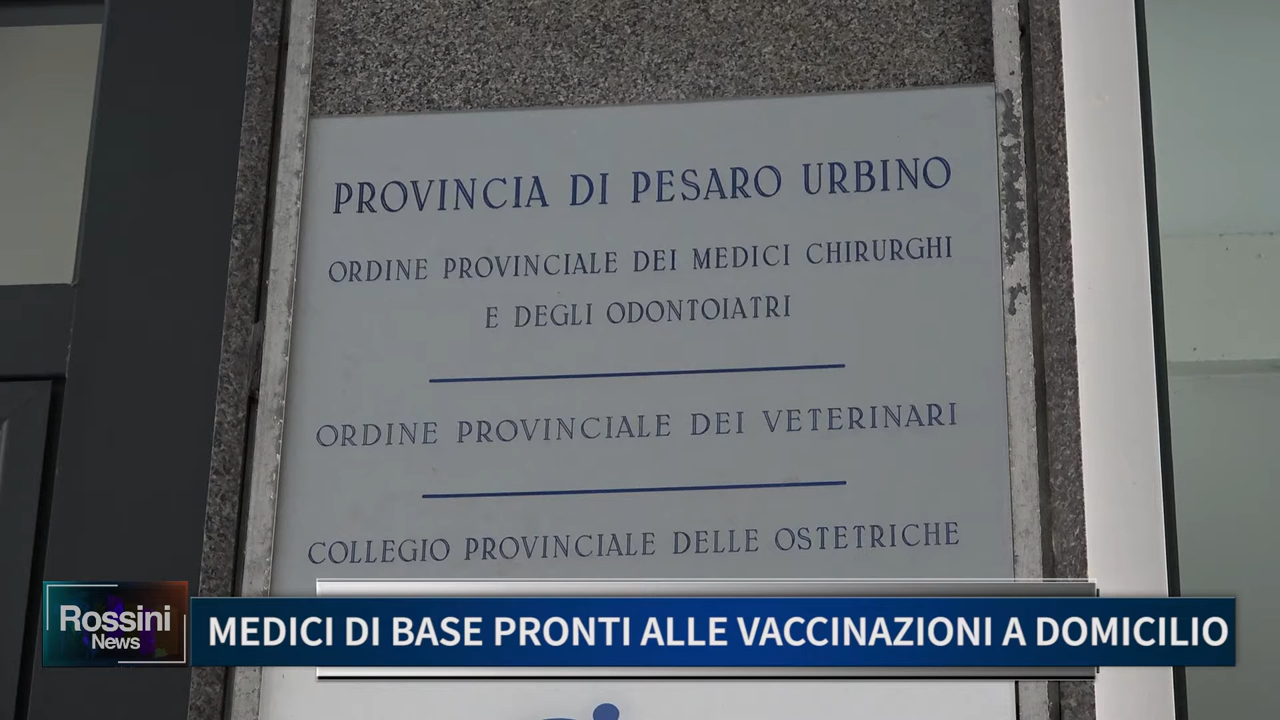 PROVINCIA DI PESARO URBINO
ORDINE PROVINCIALE DEI MEDICI CHIRURGHI
E DEGLI ODONTOIATRI
ORDINE PROVINCIALE DEI VETERINARI
COLLEGIO PROVINCIALE DELLE OSTETRICHE
Rossini
News
MEDICI DI BASE PRONTI ALLE VACCINAZIONI A DOMICILIO